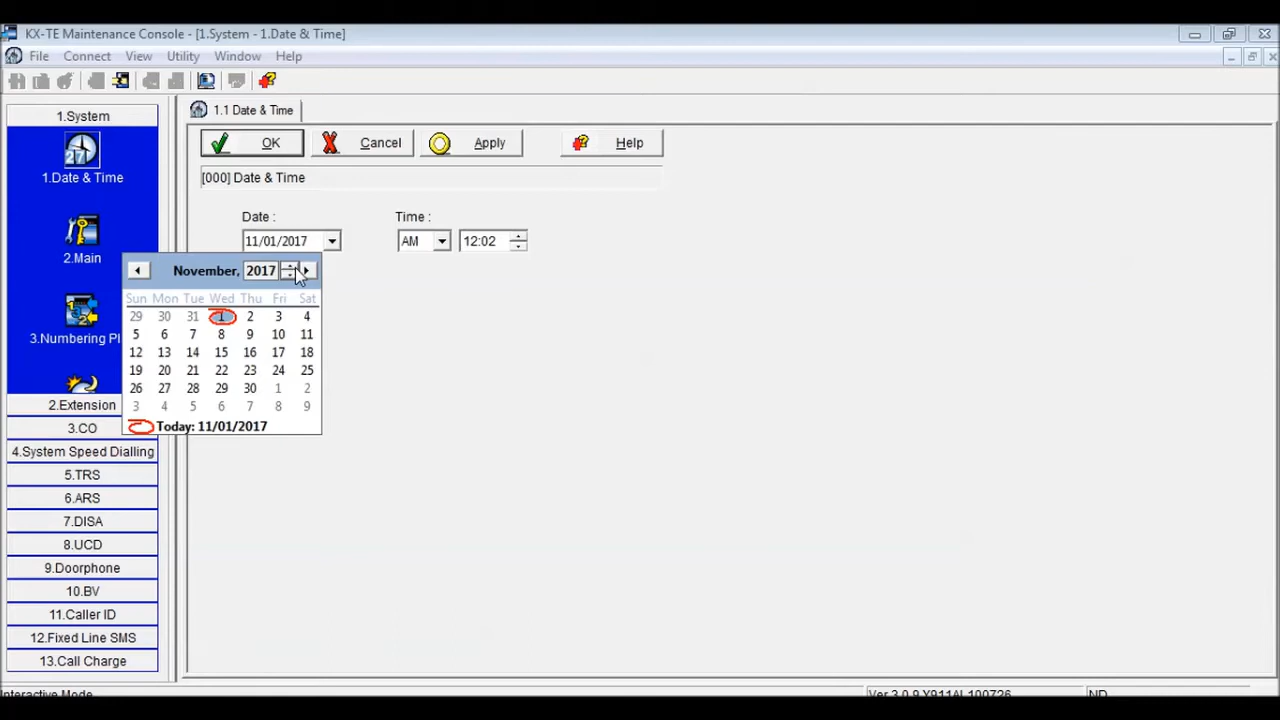 KX-TE Maintenance Console - [1.System - 1.Date & Time]
File Connect View Utility Window Help
1.System
1.Date & Time
2.Main
3.Numbering Pl
2.Extension
3.CO
4.System Speed Dialling
5.TRS
6.ARS
7.DISA
8.UCD
9.Doorphone
10.BV
11.Caller ID
12.Fixed Line SMS
13.Call Charge
1.1 Date & Time
OK Cancel Apply Help
[000] Date & Time
Date : Time :
11/01/2017 AM 12:02
November, 2017
Sun Mon Tue Wed Thu Fri Sat
29 30 31 1 2 3 4
5 6 7 8 9 10 11
12 13 14 15 16 17 18
19 20 21 22 23 24 25
26 27 28 29 30 1 2
3 4 5 6 7 8 9
Today: 11/01/2017
Interactive Mode Ver 3.0.9 Y911AL100726 ND